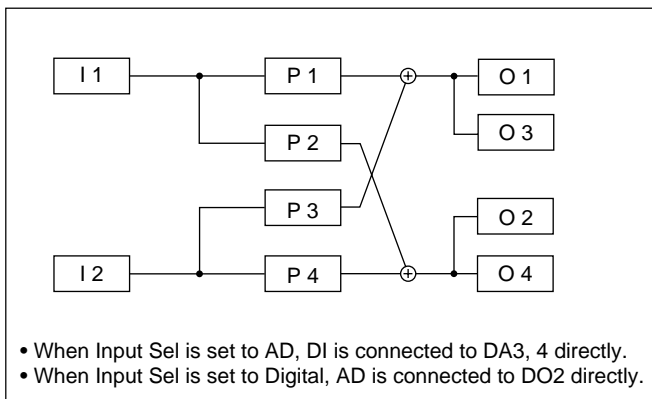 I 1 P 1 O 1
P 2 O 3
P 3 O 2
I 2 P 4 O 4
• When Input Sel is set to AD, DI is connected to DA3, 4 directly.
• When Input Sel is set to Digital, AD is connected to DO2 directly.